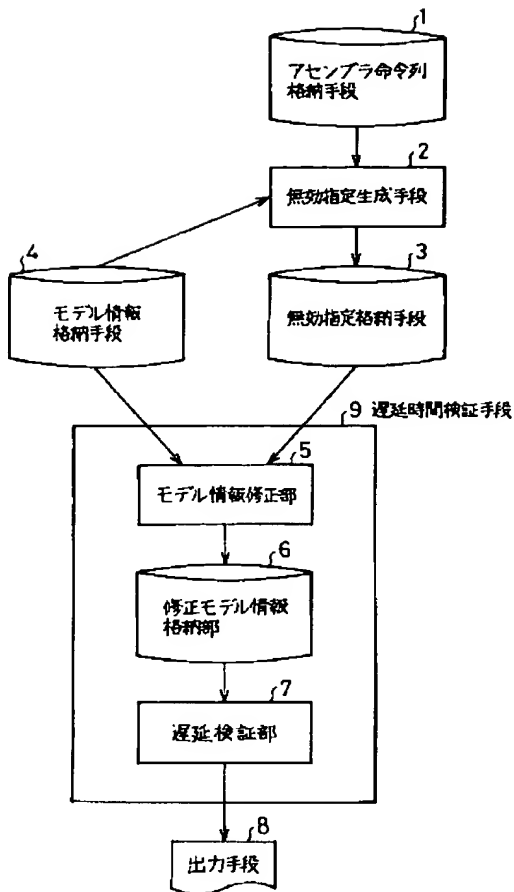 1
アセンブラ命令列
格納手段
2
無効指定生成手段
4
モデル情報
格納手段
3
無効指定格納手段
9 遅延時間検証手段
5
モデル情報修正部
6
修正モデル情報
格納部
7
遅延検証部
8
出力手段